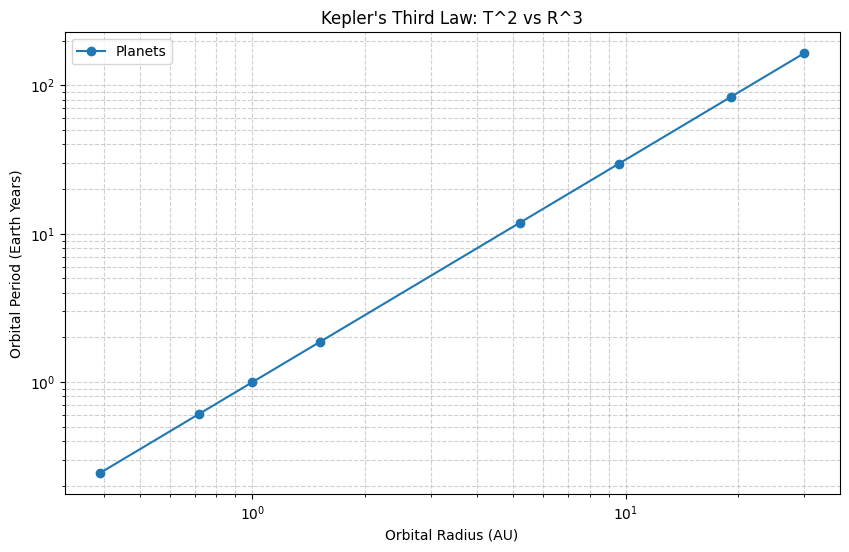 Kepler's Third Law: T^2 vs R^3
Planets
Orbital Period (Earth Years)
10^2
10^1
10^0
10^0
10^1
Orbital Radius (AU)